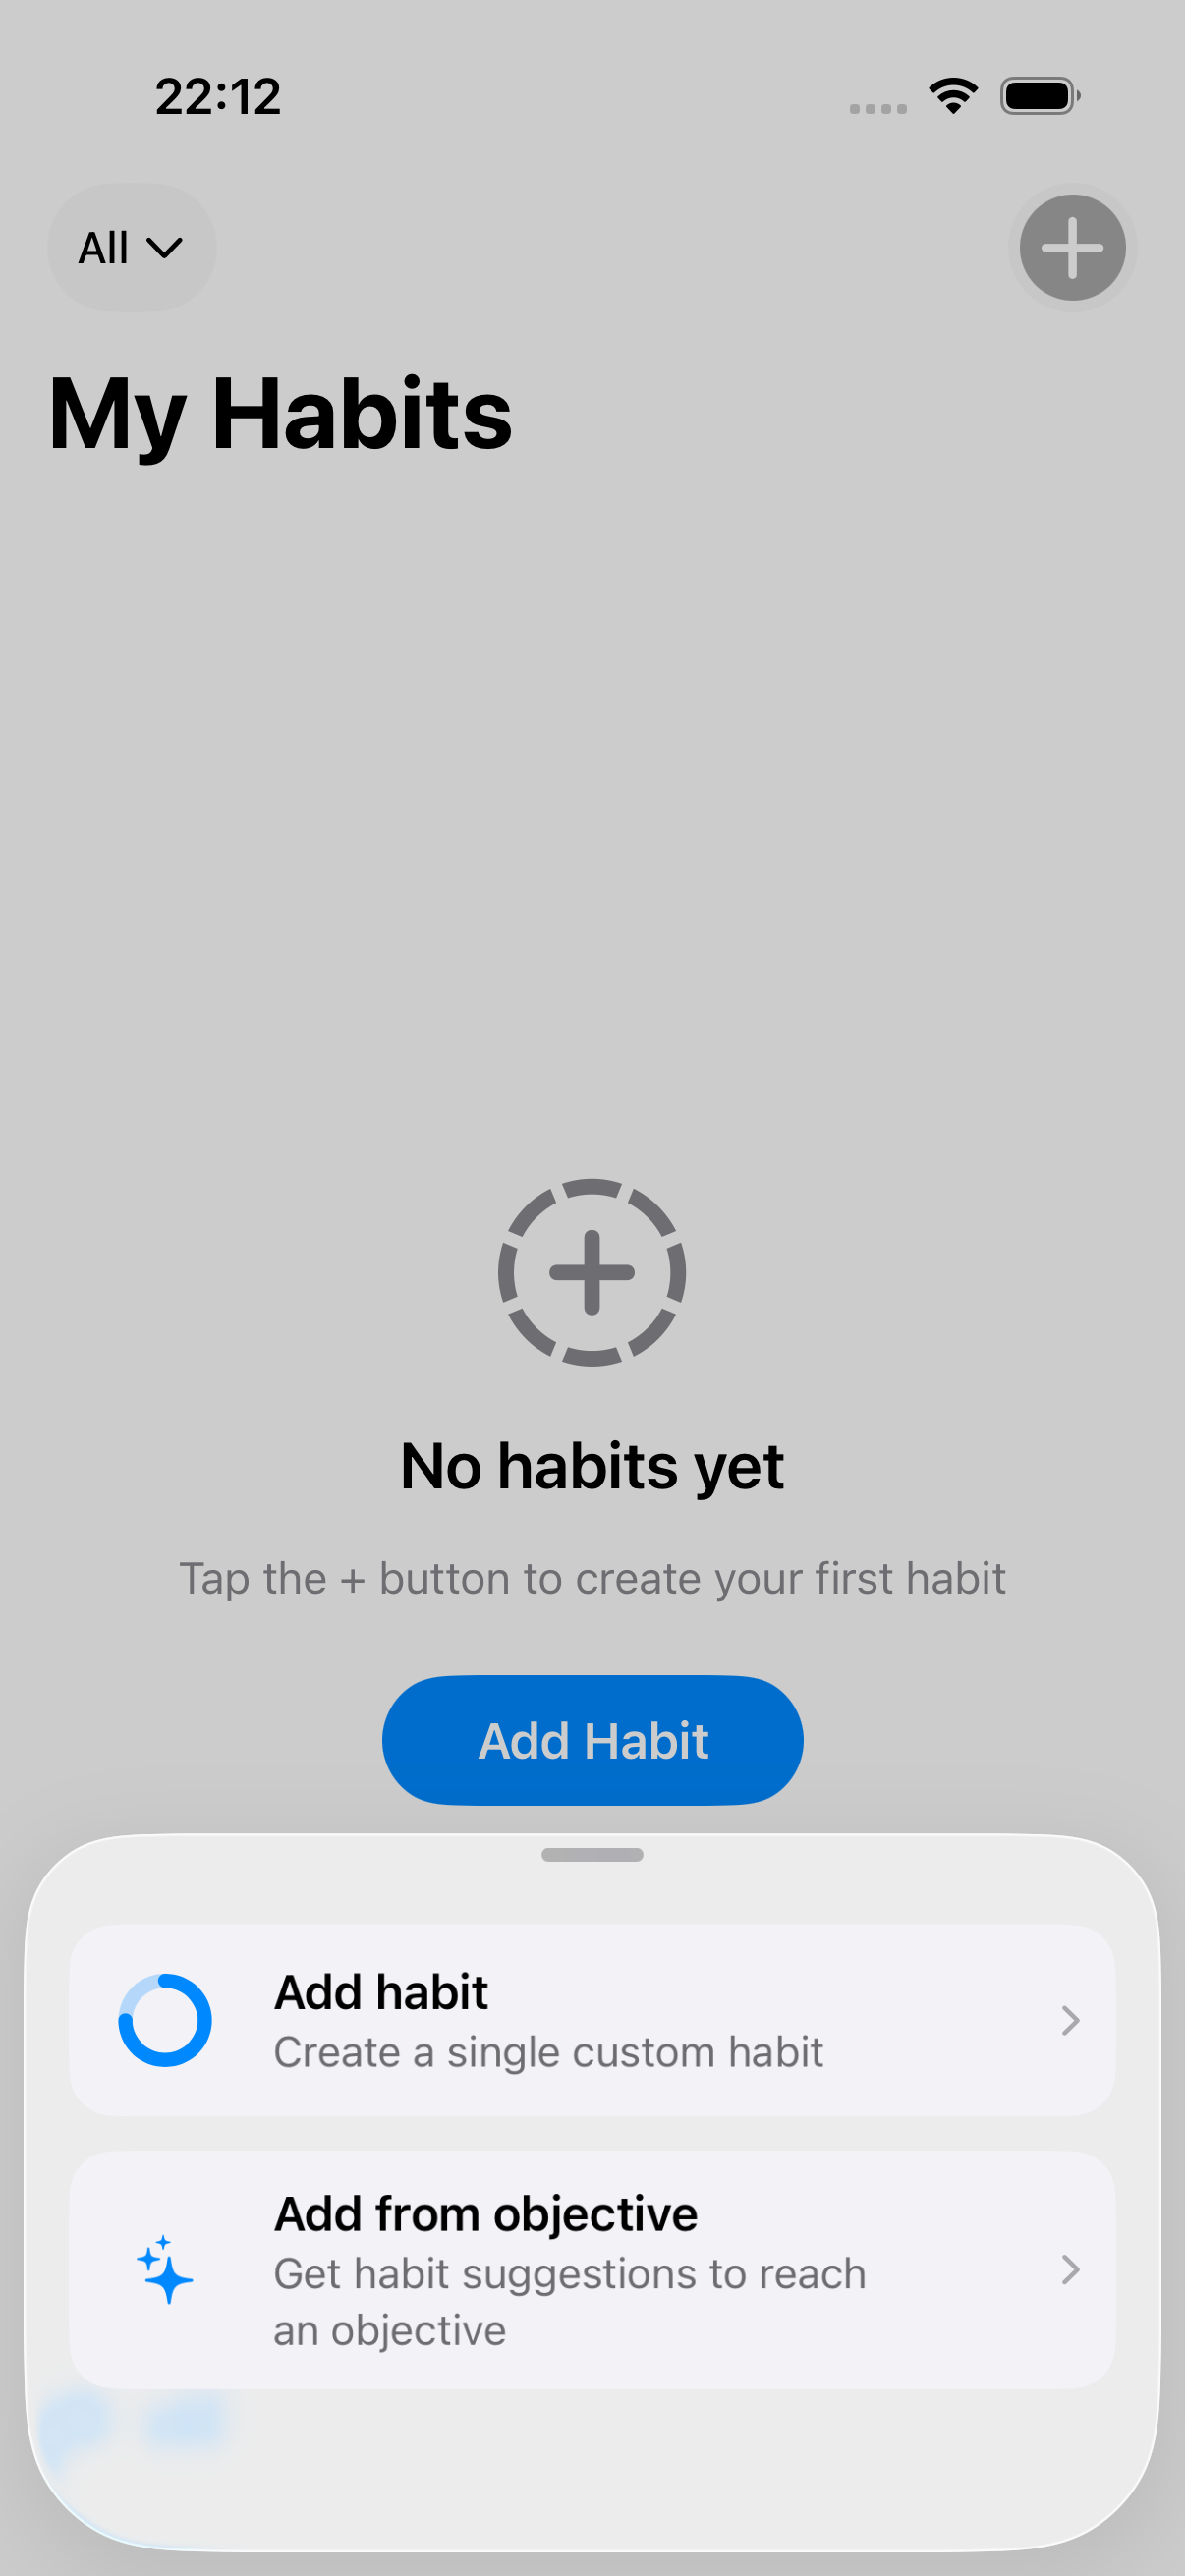 22:12
All
My Habits
No habits yet
Tap the + button to create your first habit
Add Habit
Add habit
Create a single custom habit
Add from objective
Get habit suggestions to reach
an objective